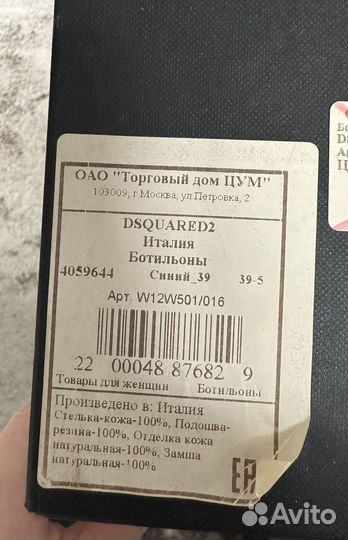 ОАО "Торговый дом ЦУМ"
103009, г Москва, ул Петровка, 2
DSQUARED2
Италия
Ботильоны
4059644 Синий_39 39-5
Арт. W12W501/016
22 00048 87682 9
Товары для женщин Ботильоны
Произведено в: Италия
Стелька-кожа-100%, Подошва-
резина-100%, Отделка кожа
натуральная-100%, Замша
натуральная-100%
EAC
Avito